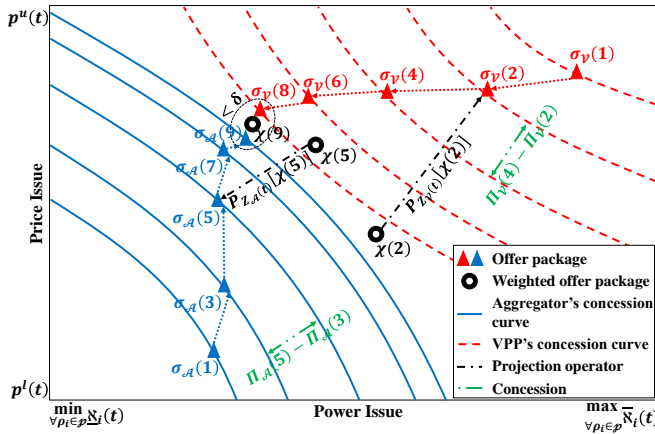 p^u(t)
σ_𝒱(8)
σ_𝒱(6)
σ_𝒱(4)
σ_𝒱(2)
σ_𝒱(1)
< δ
σ_𝒜(9)
χ(9)
χ(5)
σ_𝒜(7)
P_{Z_𝒜(t)}[χ(5)]
P_{Z_𝒱(t)}[χ(2)]
Π_𝒱(4) − Π_𝒱(2)
σ_𝒜(5)
χ(2)
Price Issue
σ_𝒜(3)
Π_𝒜(5) − Π_𝒜(3)
σ_𝒜(1)
Offer package
Weighted offer package
Aggregator's concession
curve
VPP's concession curve
Projection operator
Concession
p^l(t)
min_{∀ρ_i∈𝓅} \underline{ℵ}_i(t)
Power Issue
max_{∀ρ_i∈𝓅} \overline{ℵ}_i(t)